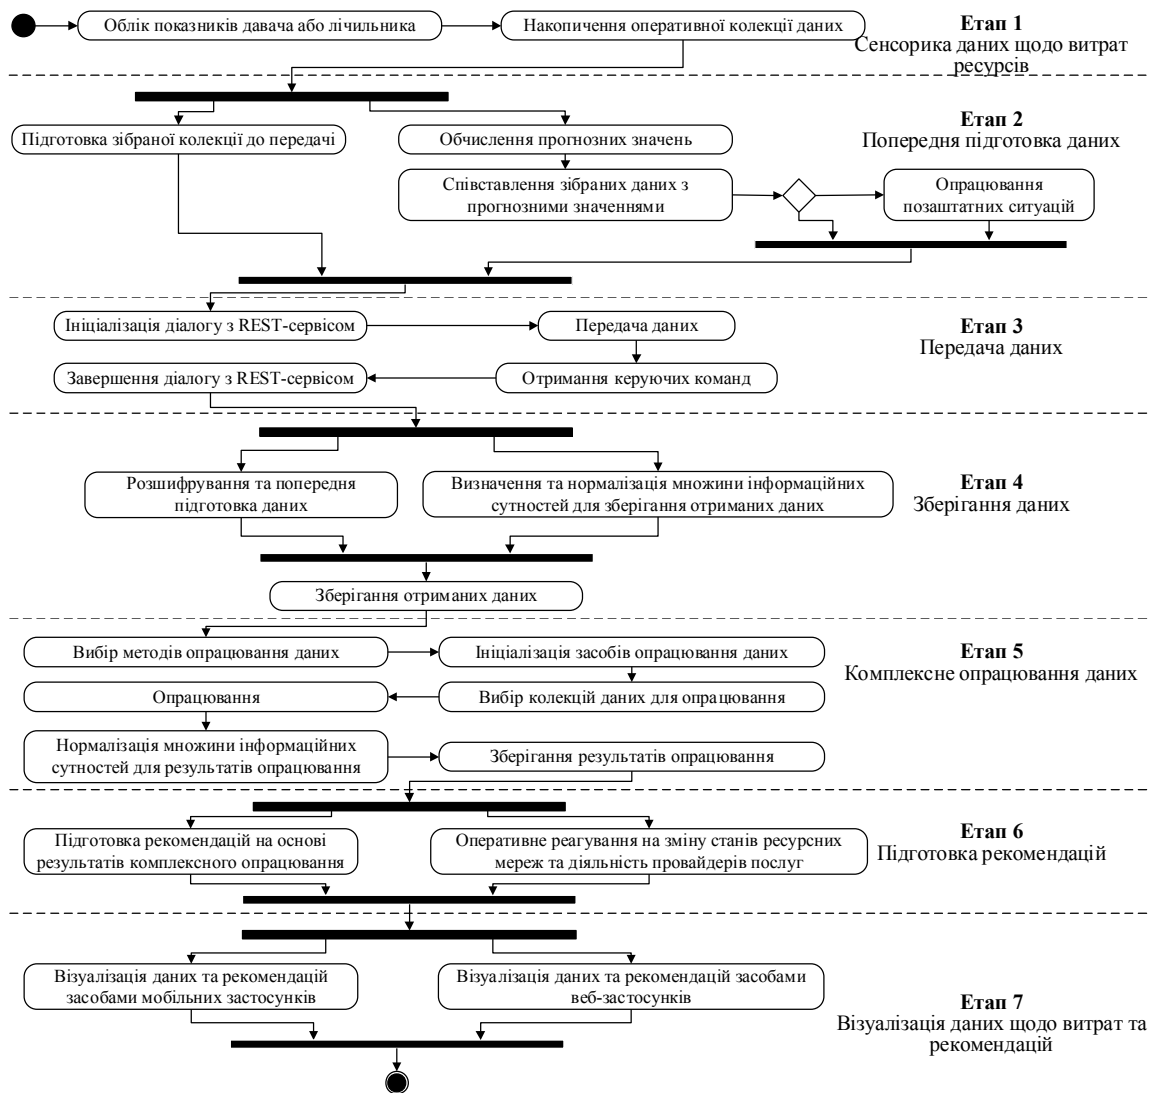 Облік показників давача або лічильника
Накопичення оперативної колекції даних
Етап 1
Сенсорика даних щодо витрат
ресурсів
Підготовка зібраної колекції до передачі
Обчислення прогнозних значень
Етап 2
Попередня підготовка даних
Співставлення зібраних даних з
прогнозними значеннями
Опрацювання
позаштатних ситуацій
Ініціалізація діалогу з REST-сервісом
Передача даних
Етап 3
Передача даних
Завершення діалогу з REST-сервісом
Отримання керуючих команд
Розшифрування та попередня
підготовка даних
Визначення та нормалізація множини інформаційних
сутностей для зберігання отриманих даних
Етап 4
Зберігання даних
Зберігання отриманих даних
Вибір методів опрацювання даних
Ініціалізація засобів опрацювання даних
Етап 5
Комплексне опрацювання даних
Опрацювання
Вибір колекцій даних для опрацювання
Нормалізація множини інформаційних
сутностей для результатів опрацювання
Зберігання результатів опрацювання
Підготовка рекомендацій на основі
результатів комплексного опрацювання
Оперативне реагування на зміну станів ресурсних
мереж та діяльність провайдерів послуг
Етап 6
Підготовка рекомендацій
Візуалізація даних та рекомендацій
засобами мобільних застосунків
Візуалізація даних та рекомендацій засобами
веб-застосунків
Етап 7
Візуалізація даних щодо витрат та
рекомендацій